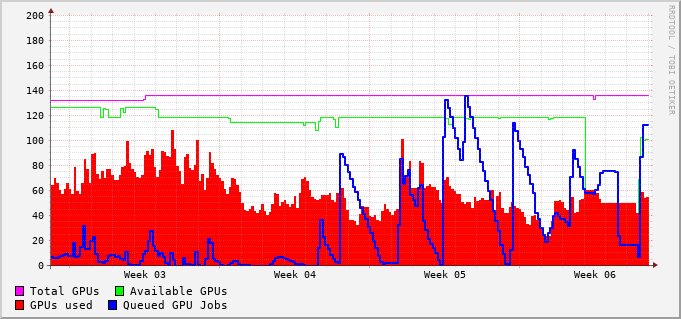 RRDTOOL / TOBI OETIKER
200
180
160
140
120
100
80
60
40
20
0
Week 03 Week 04 Week 05 Week 06
Total GPUs Available GPUs
GPUs used Queued GPU Jobs